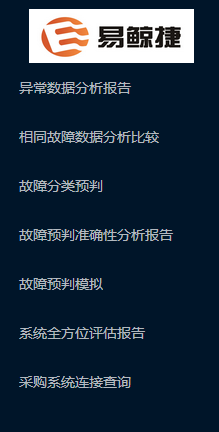 易鲸捷
异常数据分析报告
相同故障数据分析比较
故障分类预判
故障预判准确性分析报告
故障预判模拟
系统全方位评估报告
采购系统连接查询